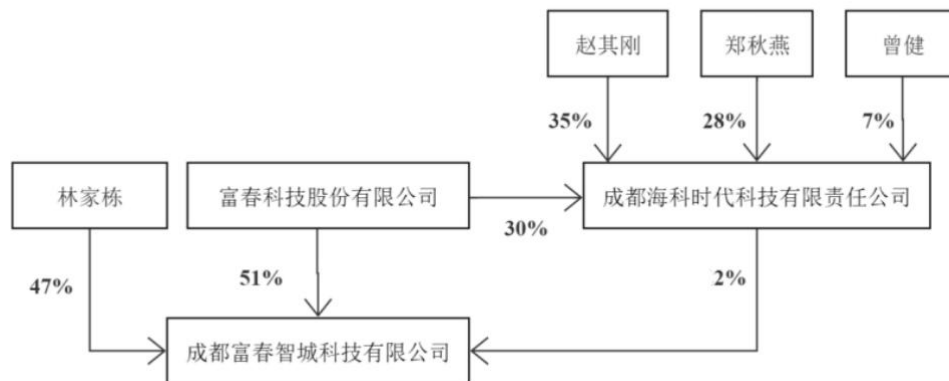 赵其刚
郑秋燕
曾健
35%
28%
7%
林家栋
富春科技股份有限公司
成都海科时代科技有限责任公司
30%
47%
51%
2%
成都富春智城科技有限公司